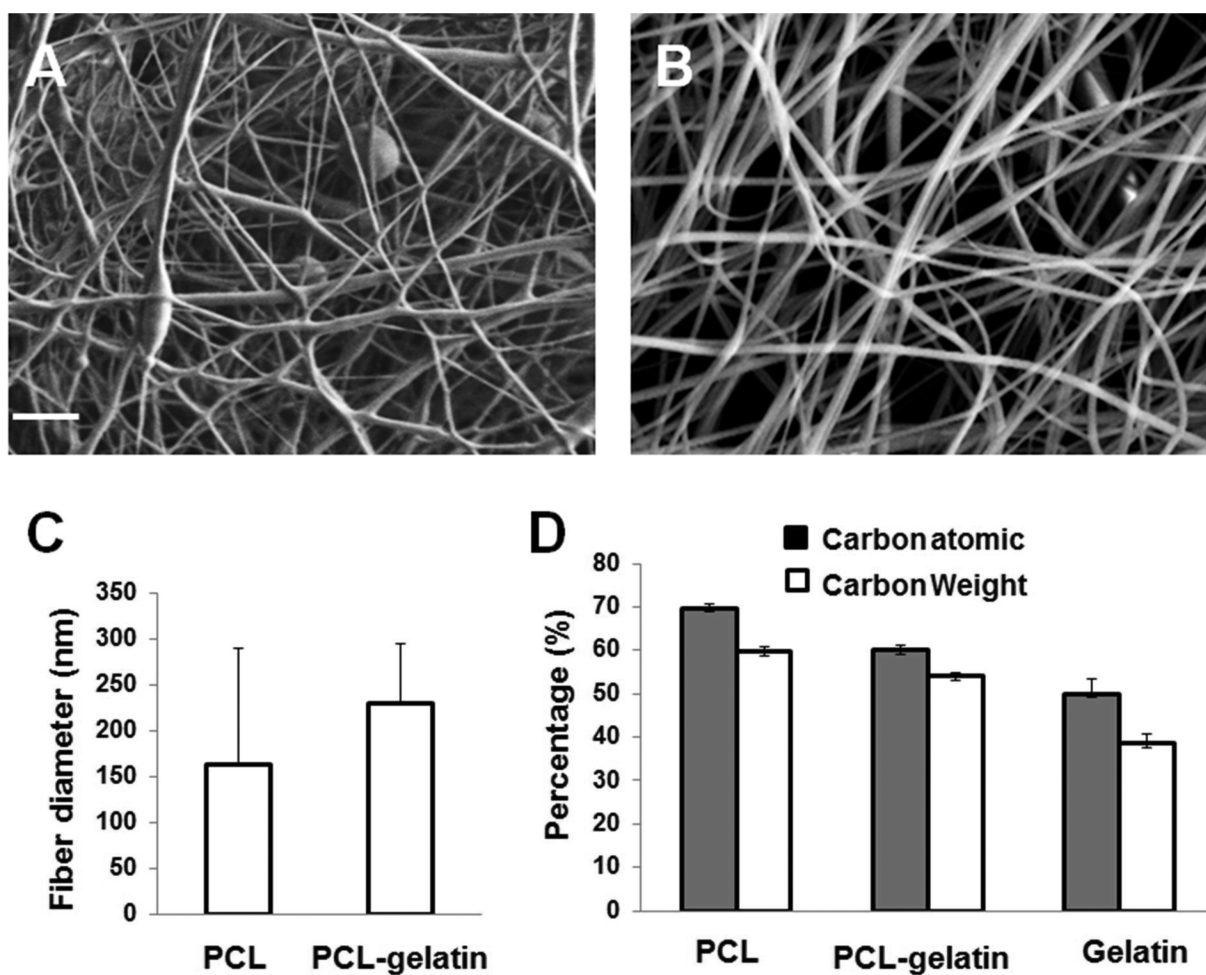 A
B
C
Fiber diameter (nm)
350
300
250
200
150
100
50
0
PCL
PCL-gelatin
D
Carbon atomic
Carbon Weight
Percentage (%)
80
70
60
50
40
30
20
10
0
PCL
PCL-gelatin
Gelatin